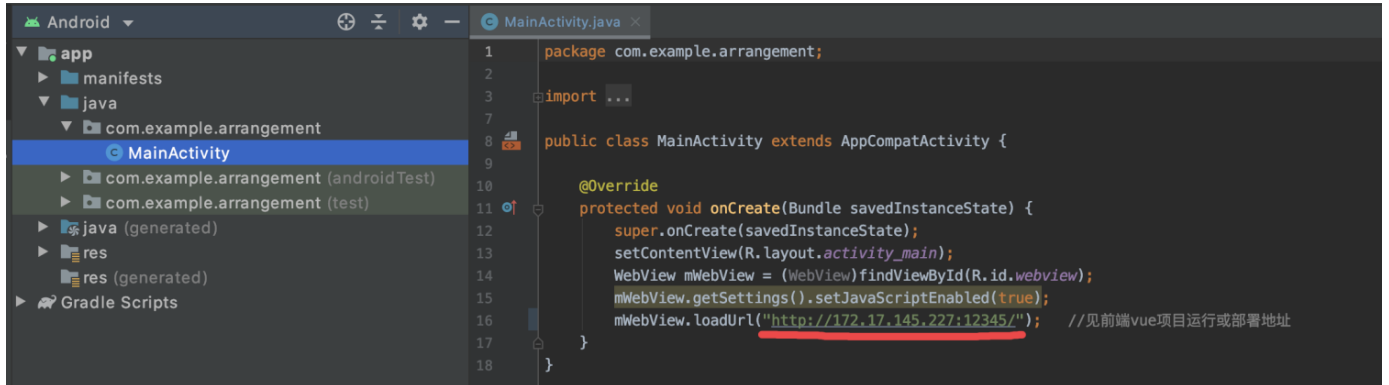 Android
app
manifests
java
com.example.arrangement
MainActivity
com.example.arrangement (androidTest)
com.example.arrangement (test)
java (generated)
res
res (generated)
Gradle Scripts
MainActivity.java
1 package com.example.arrangement;
2
3 import ...
7
8 public class MainActivity extends AppCompatActivity {
9
10 @Override
11 protected void onCreate(Bundle savedInstanceState) {
12 super.onCreate(savedInstanceState);
13 setContentView(R.layout.activity_main);
14 WebView mWebView = (WebView)findViewById(R.id.webview);
15 mWebView.getSettings().setJavaScriptEnabled(true);
16 mWebView.loadUrl("http://172.17.145.227:12345/"); //见前端vue项目运行或部署地址
17 }
18 }